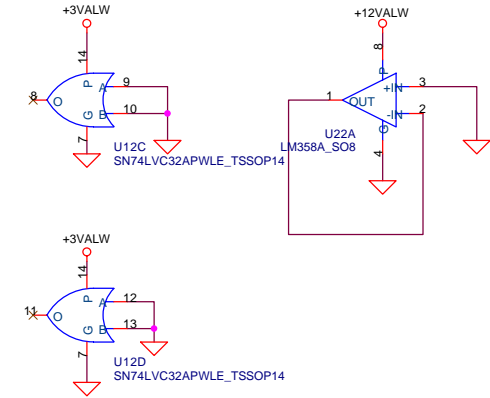 +3VALW
14
P
A
9
8
O
G
B
10
7
U12C
SN74LVC32APWLE_TSSOP14
+12VALW
8
P
+IN
3
1
OUT
-IN
2
G
4
U22A
LM358A_SO8
+3VALW
14
P
A
12
11
O
G
B
13
7
U12D
SN74LVC32APWLE_TSSOP14